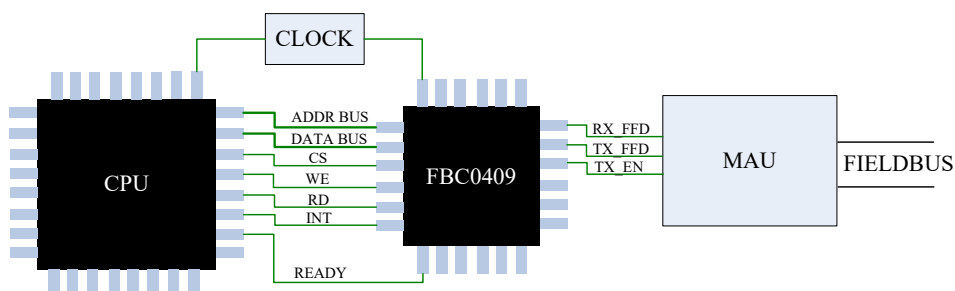 CLOCK
ADDR BUS
DATA BUS
CS
WE
RD
INT
READY
CPU
FBC0409
RX_FFD
TX_FFD
TX_EN
MAU
FIELDBUS